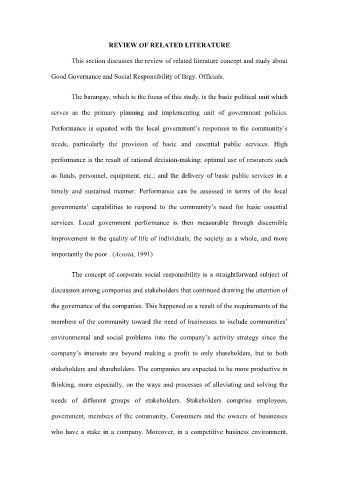 REVIEW OF RELATED LITERATURE
This section discusses the review of related literature concept and study about
Good Governance and Social Responsibility of Brgy. Officials.
The barangay, which is the focus of this study, is the basic political unit which
serves as the primary planning and implementing unit of government policies.
Performance is equated with the local government's responses to the community's
needs, particularly the provision of basic and essential public services. High
performance is the result of rational decision-making; optimal use of resources such
as funds, personnel, equipment, etc.; and the delivery of basic public services in a
timely and sustained manner. Performance can be assessed in terms of the local
governments' capabilities to respond to the community's need for basic essential
services. Local government performance is then measurable through discernible
improvement in the quality of life of individuals, the society as a whole, and more
importantly the poor . (Acosta, 1991)
The concept of corporate social responsibility is a straightforward subject of
discussion among companies and stakeholders that continued drawing the attention of
the governance of the companies. This happened as a result of the requirements of the
members of the community toward the need of businesses to include communities'
environmental and social problems into the company's activity strategy since the
company's interests are beyond making a profit to only shareholders, but to both
stakeholders and shareholders. The companies are expected to be more productive in
thinking, more especially, on the ways and processes of alleviating and solving the
needs of different groups of stakeholders. Stakeholders comprise employees,
government, members of the community, Consumers and the owners of businesses
who have a stake in a company. Moreover, in a competitive business environment,